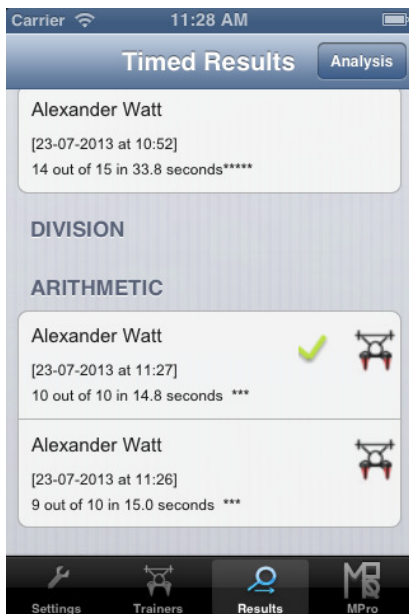 Carrier 11:28 AM
Timed Results Analysis
Alexander Watt
[23-07-2013 at 10:52]
14 out of 15 in 33.8 seconds*****
DIVISION
ARITHMETIC
Alexander Watt
[23-07-2013 at 11:27]
10 out of 10 in 14.8 seconds ***
Alexander Watt
[23-07-2013 at 11:26]
9 out of 10 in 15.0 seconds ***
Settings Trainers Results MPro